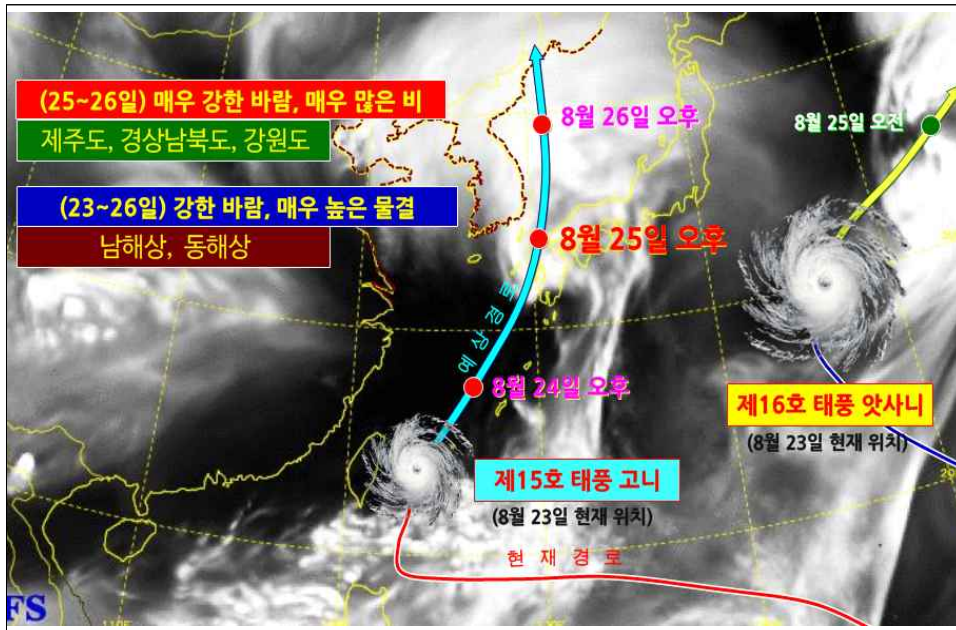 (25~26일) 매우 강한 바람, 매우 많은 비
제주도, 경상남북도, 강원도
(23~26일) 강한 바람, 매우 높은 물결
남해상, 동해상
8월 26일 오후
8월 25일 오전
8월 25일 오후
예상경로
8월 24일 오후
제16호 태풍 앗사니
(8월 23일 현재 위치)
제15호 태풍 고니
(8월 23일 현재 위치)
현재경로
FS
110E